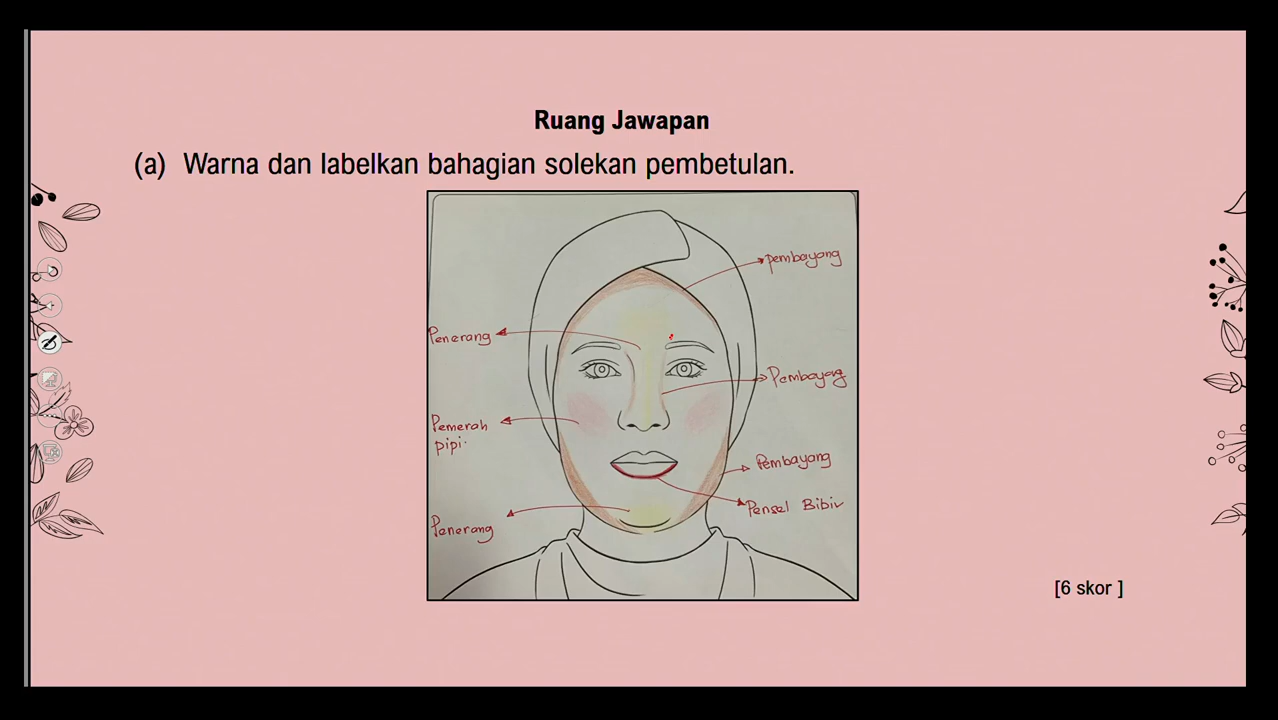 Ruang Jawapan
(a) Warna dan labelkan bahagian solekan pembetulan.
pembayang
Penerang
Pembayang
Pemerah
pipi.
Pembayang
Pensel Bibir
Penerang
[6 skor ]